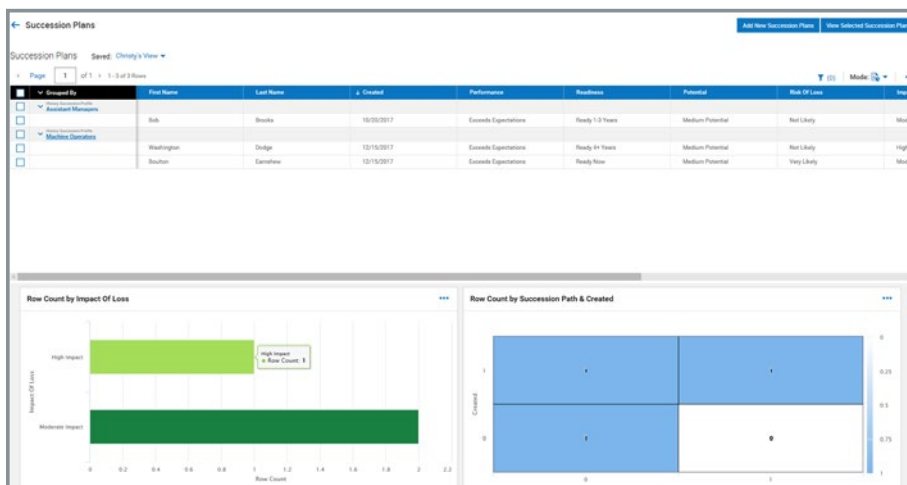 ← Succession Plans
Add New Succession Plans View Selected Succession Plan
Succession Plans Saved: Christy's View
Page 1 of 1 1 - 3 of 3 Rows
(0) Mode:
Grouped By First Name Last Name ↓ Created Performance Readiness Potential Risk Of Loss Imp
Assistant Managers
Bob Brooks 10/20/2017 Exceeds Expectations Ready 1-3 Years Medium Potential Not Likely Mod
Machine Operators
Washington Dodge 12/15/2017 Exceeds Expectations Ready 4+ Years Medium Potential Not Likely High
Boulton Earnshaw 12/15/2017 Exceeds Expectations Ready Now Medium Potential Very Likely Mod
Row Count by Impact Of Loss
Impact Of Loss
High Impact
Moderate Impact
High Impact
Row Count: 1
0 0.2 0.4 0.6 0.8 1 1.2 1.4 1.6 1.8 2 2.2
Row Count
Row Count by Succession Path & Created
Created
1 1 1
0 1 0
0 1
0
0.25
0.5
0.75
1